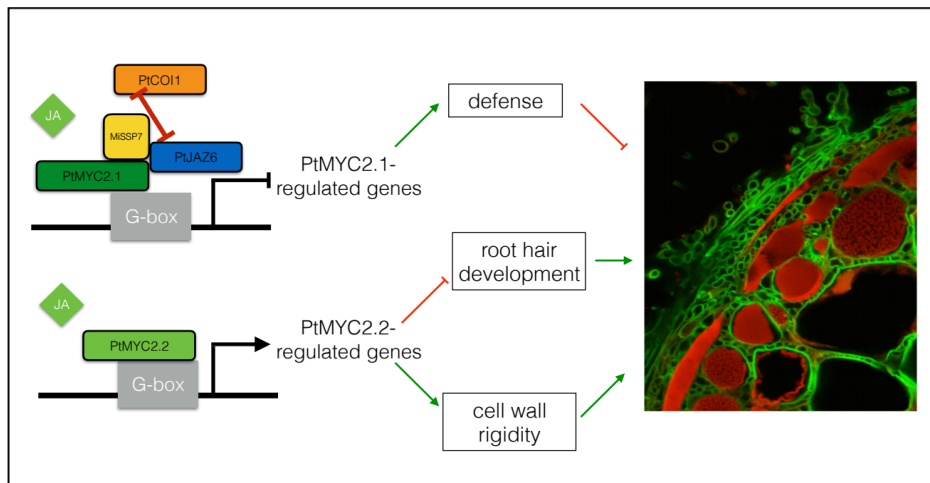 PtCOI1
JA
MiSSP7
PtJAZ6
PtMYC2.1
G-box
PtMYC2.1-
regulated genes
defense
root hair
development
JA
PtMYC2.2
G-box
PtMYC2.2-
regulated genes
cell wall
rigidity